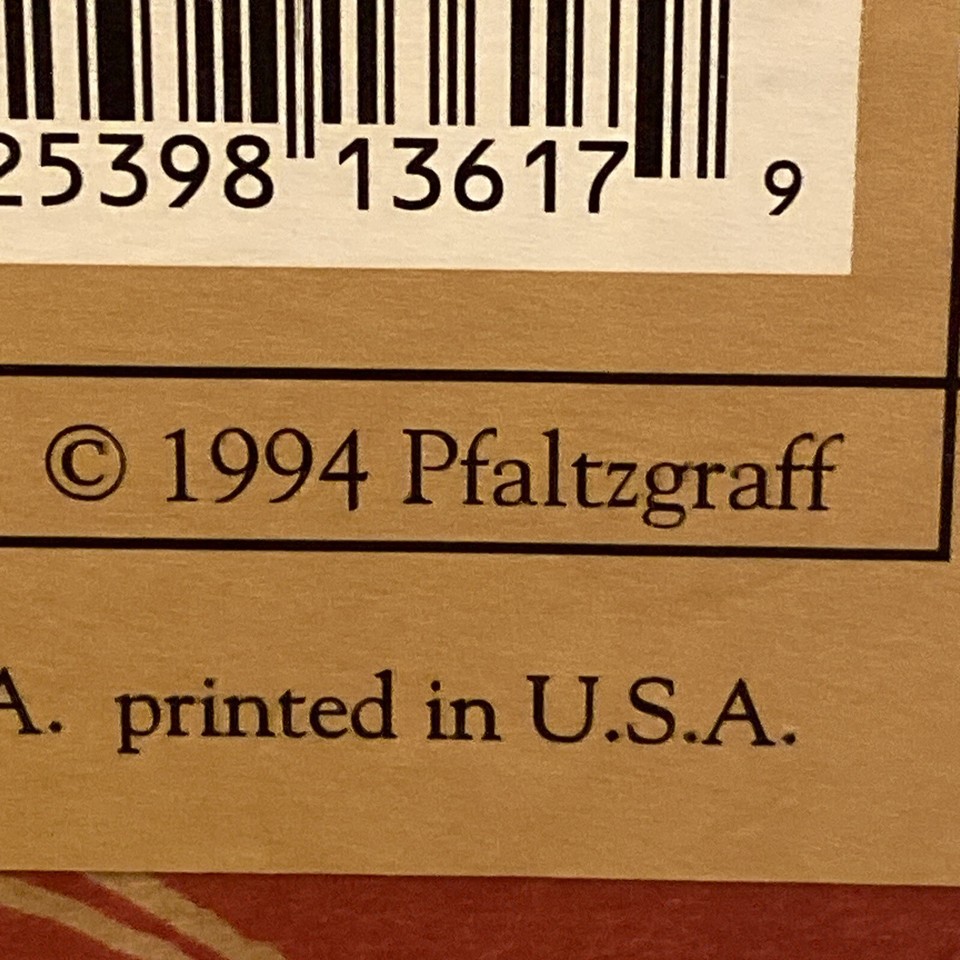 25398 13617 9
© 1994 Pfaltzgraff
A. printed in U.S.A.